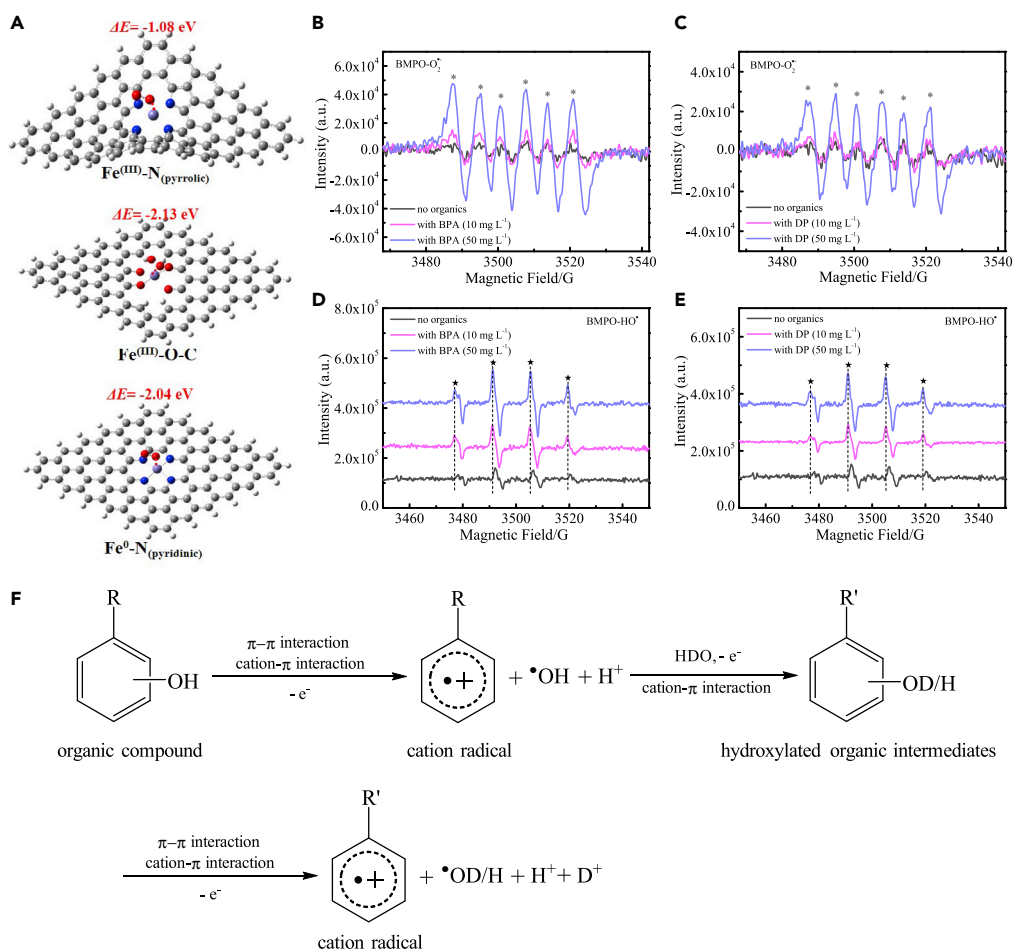 A
ΔE= -1.08 eV
Fe(III)-N(pyrrolic)
ΔE= -2.13 eV
Fe(III)-O-C
ΔE= -2.04 eV
Fe0-N(pyridinic)
B
BMPO-O2•-
6.0x10^4
4.0x10^4
2.0x10^4
0.0
-2.0x10^4
-4.0x10^4
-6.0x10^4
Intensity (a.u.)
* * * * * *
no organics
with BPA (10 mg L-1)
with BPA (50 mg L-1)
3480 3500 3520 3540
Magnetic Field/G
C
BMPO-O2•-
4.0x10^4
2.0x10^4
0.0
-2.0x10^4
-4.0x10^4
Intensity (a.u.)
* * * * * *
no organics
with DP (10 mg L-1)
with DP (50 mg L-1)
3480 3500 3520 3540
Magnetic Field/G
D
8.0x10^5
6.0x10^5
4.0x10^5
2.0x10^5
0.0
Intensity (a.u.)
no organics
with BPA (10 mg L-1)
with BPA (50 mg L-1)
BMPO-HO•
★ ★ ★ ★
3460 3480 3500 3520 3540
Magnetic Field/G
E
8.0x10^5
6.0x10^5
4.0x10^5
2.0x10^5
0.0
Intensity (a.u.)
no organics
with DP (10 mg L-1)
with DP (50 mg L-1)
BMPO-HO•
★ ★ ★ ★
3460 3480 3500 3520 3540
Magnetic Field/G
F
R
OH
organic compound
π–π interaction
cation-π interaction
- e-
R
•+
cation radical
+ •OH + H+
HDO, - e-
cation-π interaction
R'
OD/H
hydroxylated organic intermediates
π–π interaction
cation-π interaction
- e-
R'
•+
cation radical
+ •OD/H + H+ + D+